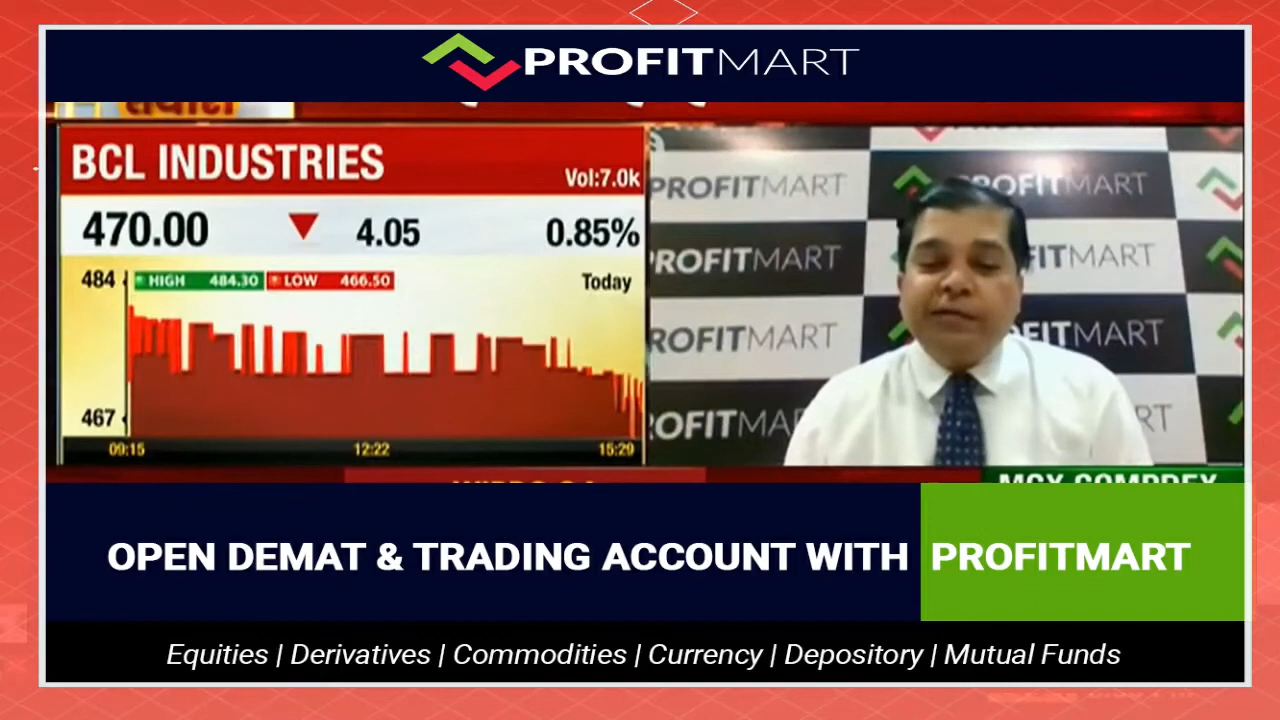 PROFITMART
BCL INDUSTRIES
Vol:7.0k
470.00 4.05 0.85%
484 HIGH 484.30 LOW 466.50 Today
467
09:15 12:22 15:29
PROFITMART
PROFITMART
PROFITMART
PROFITMART
OPEN DEMAT & TRADING ACCOUNT WITH PROFITMART
Equities | Derivatives | Commodities | Currency | Depository | Mutual Funds